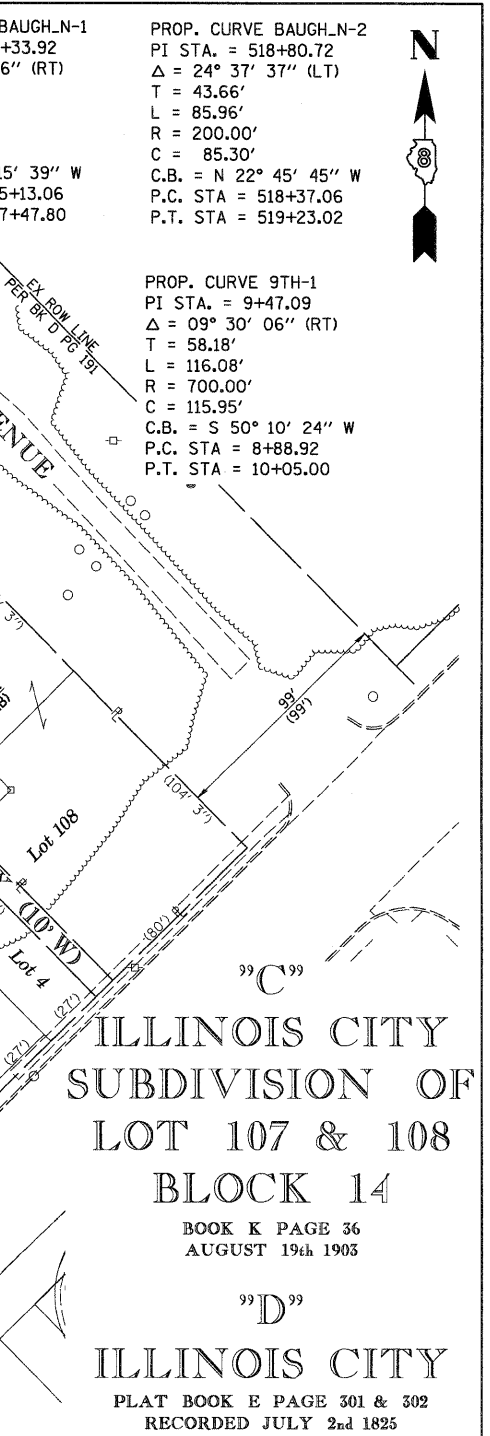 BAUGH_N-1
+33.92
6" (RT)
15' 39" W
5+13.06
7+47.80
PROP. CURVE BAUGH_N-2
PI STA. = 518+80.72
Δ = 24° 37' 37" (LT)
T = 43.66'
L = 85.96'
R = 200.00'
C = 85.30'
C.B. = N 22° 45' 45" W
P.C. STA = 518+37.06
P.T. STA = 519+23.02
N
8
PROP. CURVE 9TH-1
PI STA. = 9+47.09
Δ = 09° 30' 06" (RT)
T = 58.18'
L = 116.08'
R = 700.00'
C = 115.95'
C.B. = S 50° 10' 24" W
P.C. STA = 8+88.92
P.T. STA = 10+05.00
EX ROW LINE
PER BK D PG 191
ENUE
3")
99'
(99')
(104' 3")
Lot 108
(10' W)
(80')
Lot 4
(27')
(27')
"C"
ILLINOIS CITY
SUBDIVISION OF
LOT 107 & 108
BLOCK 14
BOOK K PAGE 36
AUGUST 19th 1903
"D"
ILLINOIS CITY
PLAT BOOK E PAGE 301 & 302
RECORDED JULY 2nd 1825